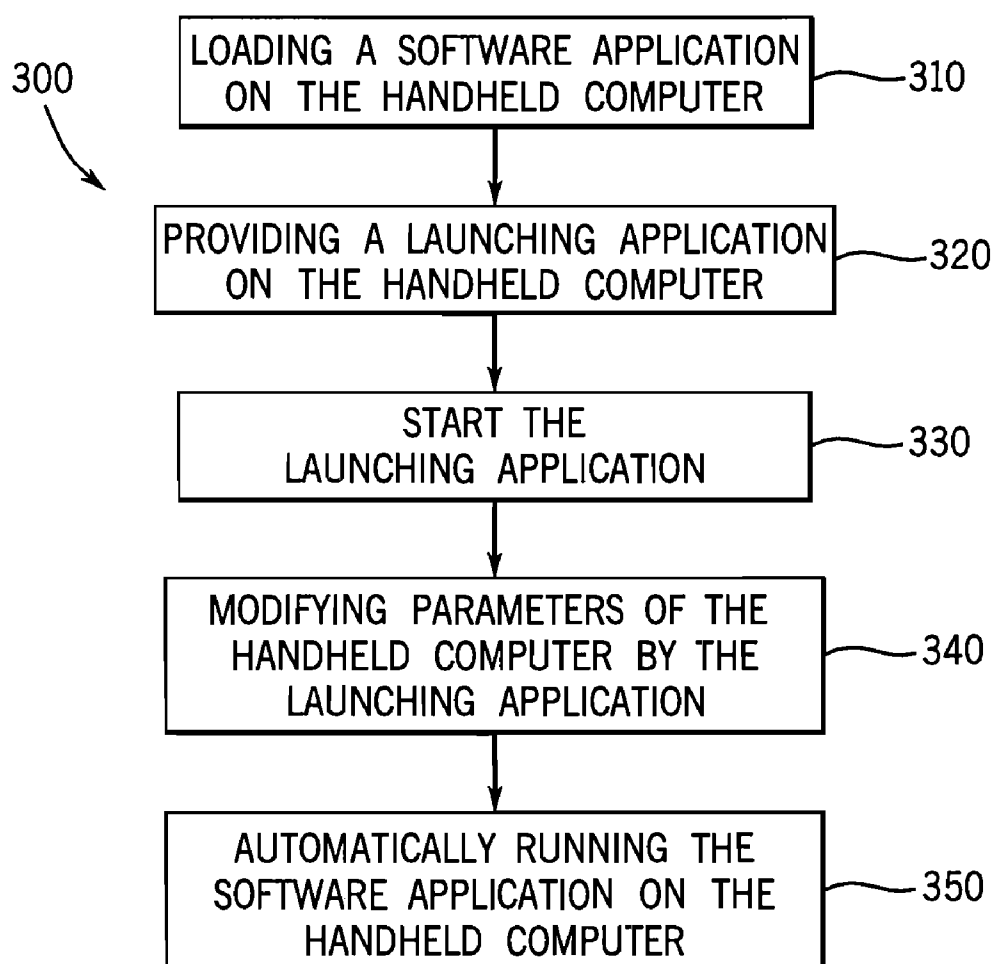 300
LOADING A SOFTWARE APPLICATION
ON THE HANDHELD COMPUTER
310
PROVIDING A LAUNCHING APPLICATION
ON THE HANDHELD COMPUTER
320
START THE
LAUNCHING APPLICATION
330
MODIFYING PARAMETERS OF THE
HANDHELD COMPUTER BY THE
LAUNCHING APPLICATION
340
AUTOMATICALLY RUNNING THE
SOFTWARE APPLICATION ON THE
HANDHELD COMPUTER
350